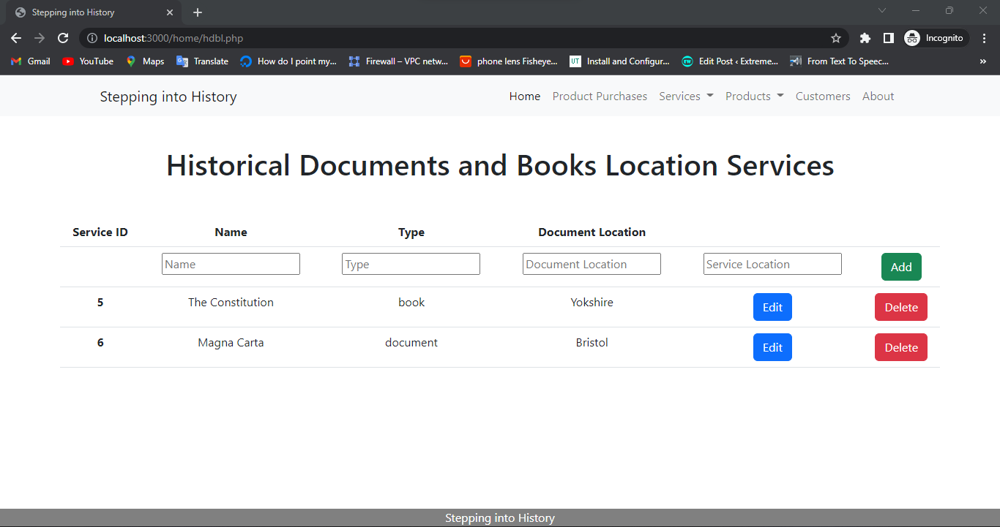 Stepping into History
localhost:3000/home/hdbl.php
Incognito
Gmail YouTube Maps Translate How do I point my... Firewall – VPC netw... phone lens Fisheye... UT Install and Configur... EW Edit Post ‹ Extreme... From Text To Speec... »
Stepping into History Home Product Purchases Services Products Customers About
Historical Documents and Books Location Services
Service ID Name Type Document Location
Name Type Document Location Service Location Add
5 The Constitution book Yokshire Edit Delete
6 Magna Carta document Bristol Edit Delete
Stepping into History